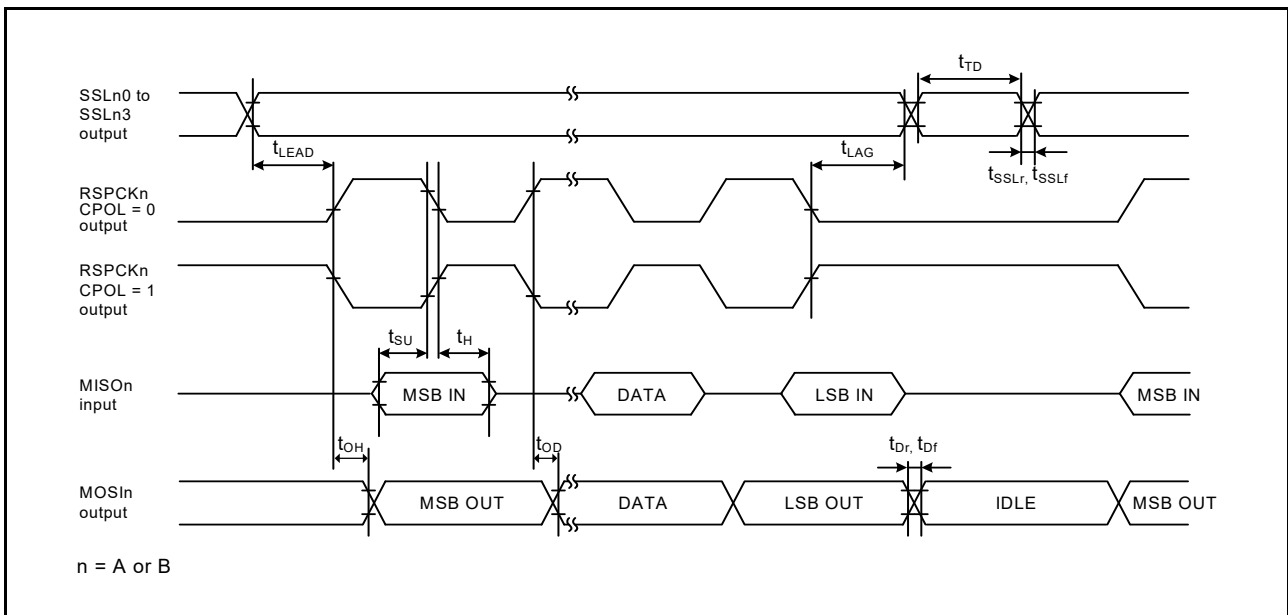 tTD
SSLn0 to
SSLn3
output
tLEAD
tLAG
tSSLr, tSSLf
RSPCKn
CPOL = 0
output
RSPCKn
CPOL = 1
output
tSU
tH
MISOn
input
MSB IN
DATA
LSB IN
MSB IN
tOH
tOD
tDr, tDf
MOSIn
output
MSB OUT
DATA
LSB OUT
IDLE
MSB OUT
n = A or B